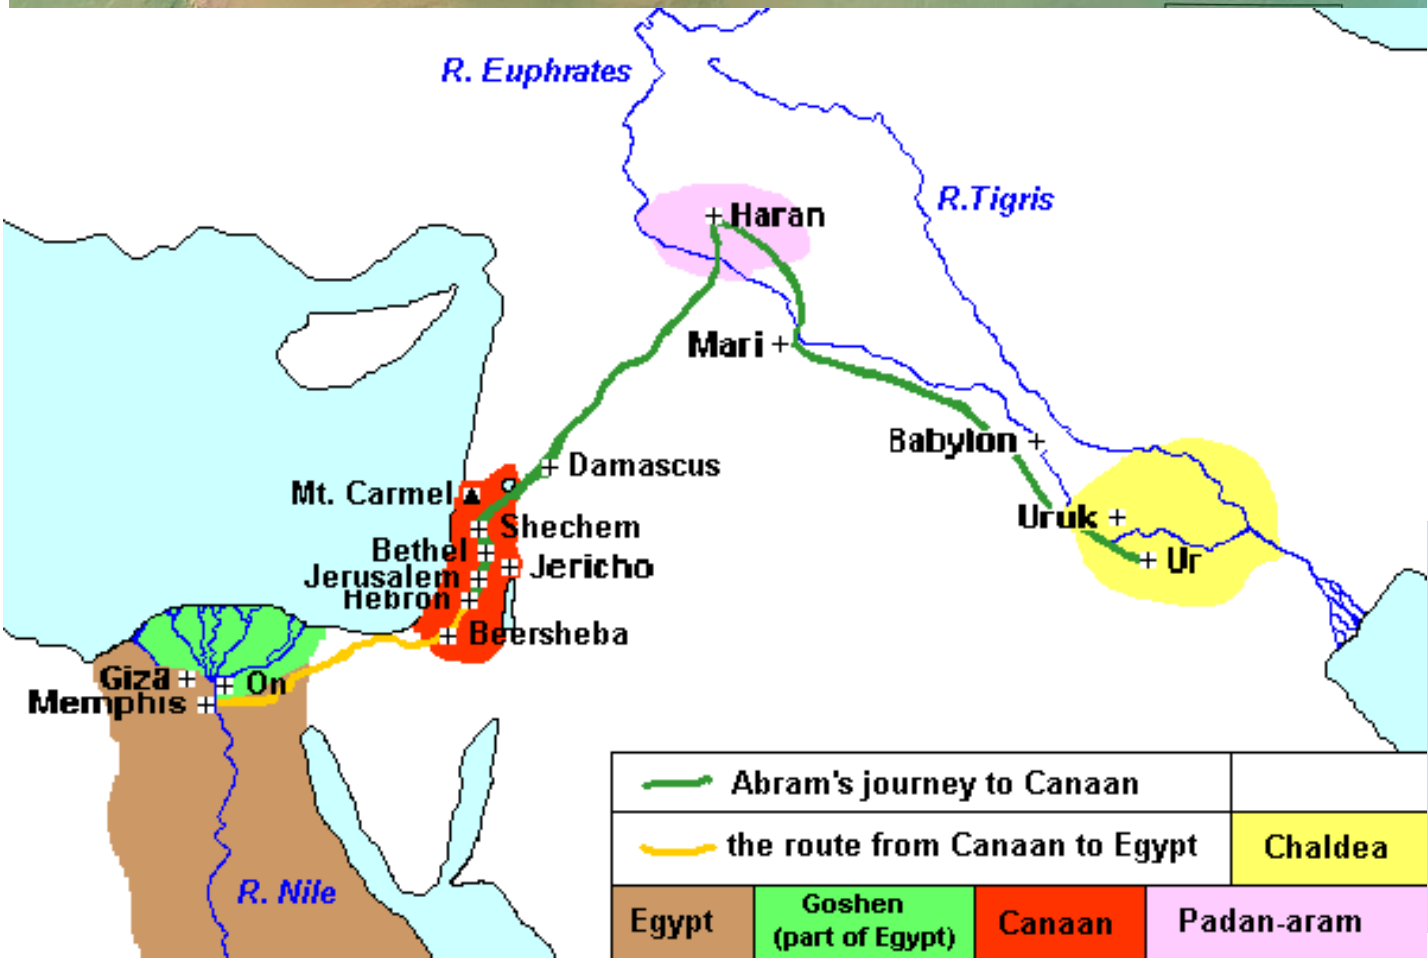 R. Euphrates
R.Tigris
Haran
Mari
Babylon
Damascus
Mt. Carmel
Uruk
Shechem
Bethel
Ur
Jericho
Jerusalem
Hebron
Beersheba
Giza
On
Memphis
Abram's journey to Canaan
the route from Canaan to Egypt
Chaldea
R. Nile
Egypt
Goshen
(part of Egypt)
Canaan
Padan-aram